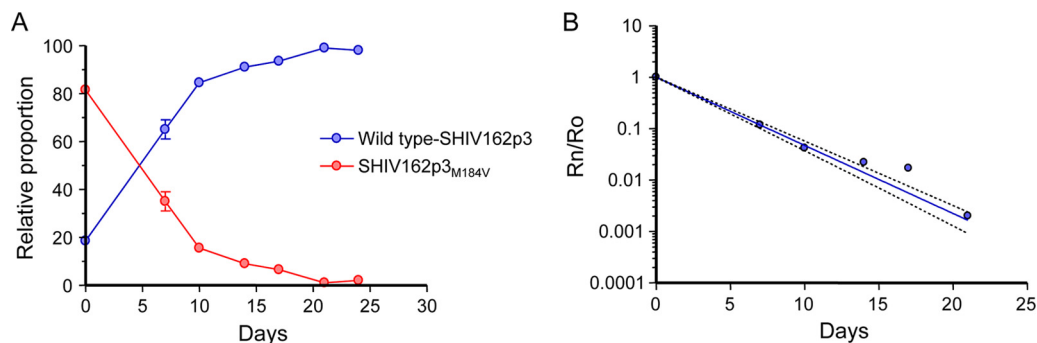 A
B
Relative proportion
100
80
60
40
20
0
Wild type-SHIV162p3
SHIV162p3M184V
0 5 10 15 20 25 30
Days
Rn/Ro
10
1
0.1
0.01
0.001
0.0001
0 5 10 15 20 25
Days